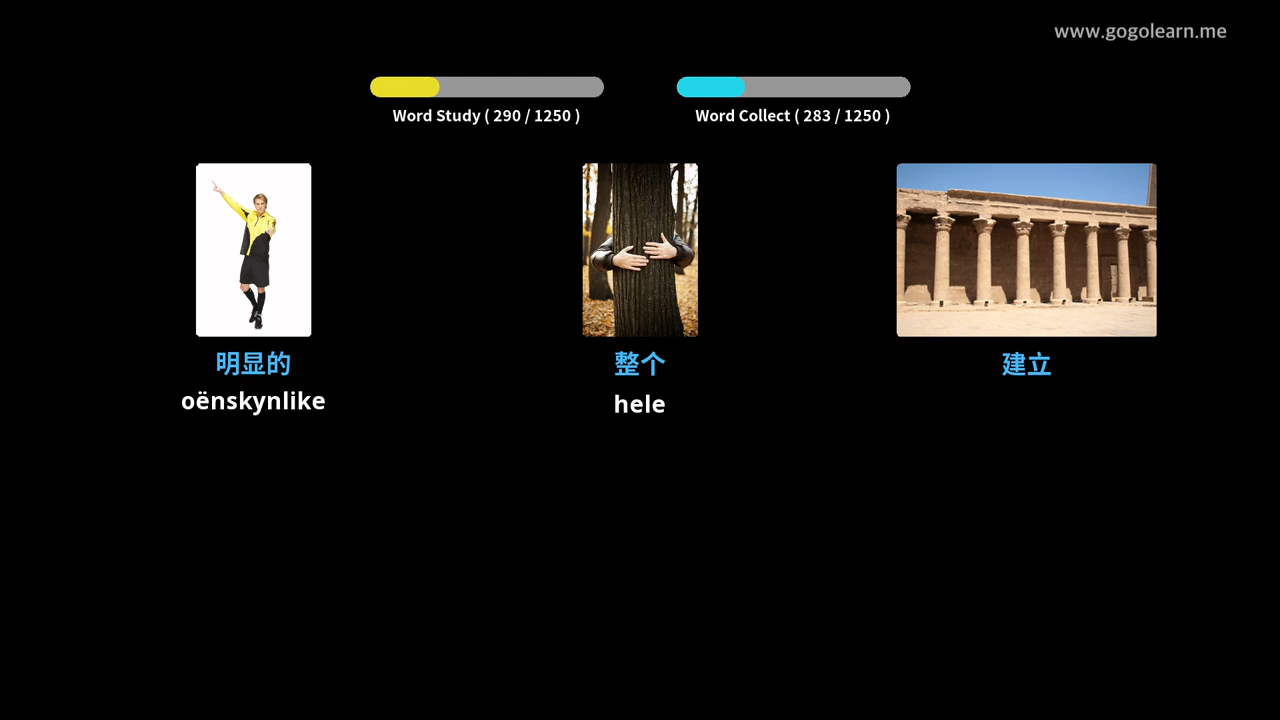 www.gogolearn.me
Word Study ( 290 / 1250 )
Word Collect ( 283 / 1250 )
明显的
整个
建立
oënskynlike
hele